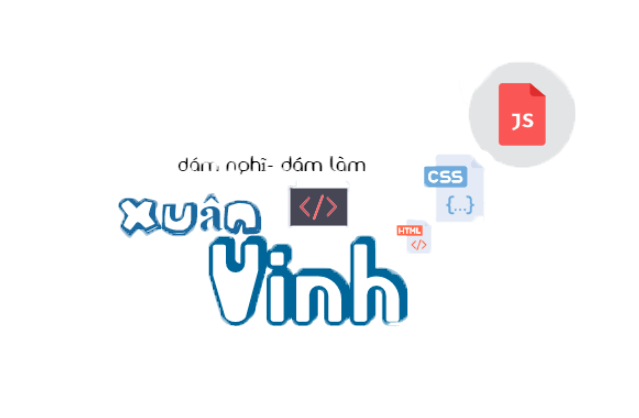 JS
dám nghĩ- dám làm
CSS
{...}
xuân
</>
HTML
</>
Vinh